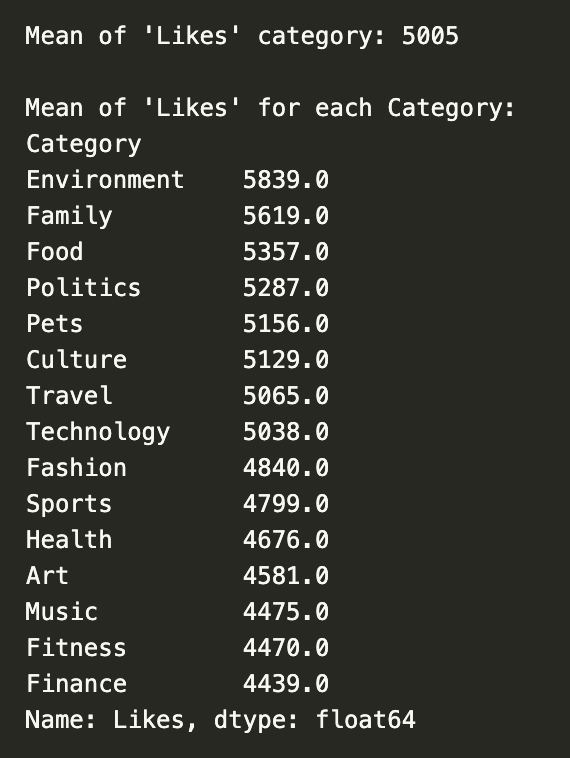 Mean of 'Likes' category: 5005

Mean of 'Likes' for each Category:
Category
Environment    5839.0
Family         5619.0
Food           5357.0
Politics       5287.0
Pets           5156.0
Culture        5129.0
Travel         5065.0
Technology     5038.0
Fashion        4840.0
Sports         4799.0
Health         4676.0
Art            4581.0
Music          4475.0
Fitness        4470.0
Finance        4439.0
Name: Likes, dtype: float64